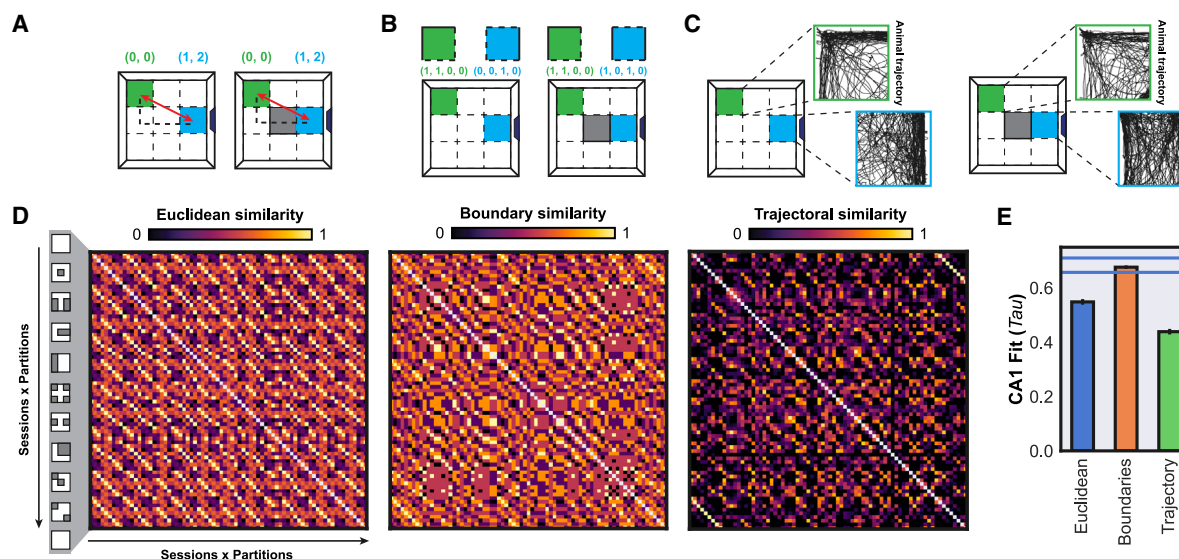 A
(0, 0) (1, 2) (0, 0) (1, 2)
B
(1, 1, 0, 0) (0, 0, 1, 0) (1, 1, 0, 0) (1, 0, 1, 0)
C
Animal
trajectory
Animal
trajectory
D
Sessions x Partitions
Euclidean similarity
0 1
Boundary similarity
0 1
Trajectoral similarity
0 1
Sessions x Partitions
E
CA1 Fit (Tau)
0.6
0.4
0.2
0.0
Euclidean
Boundaries
Trajectory